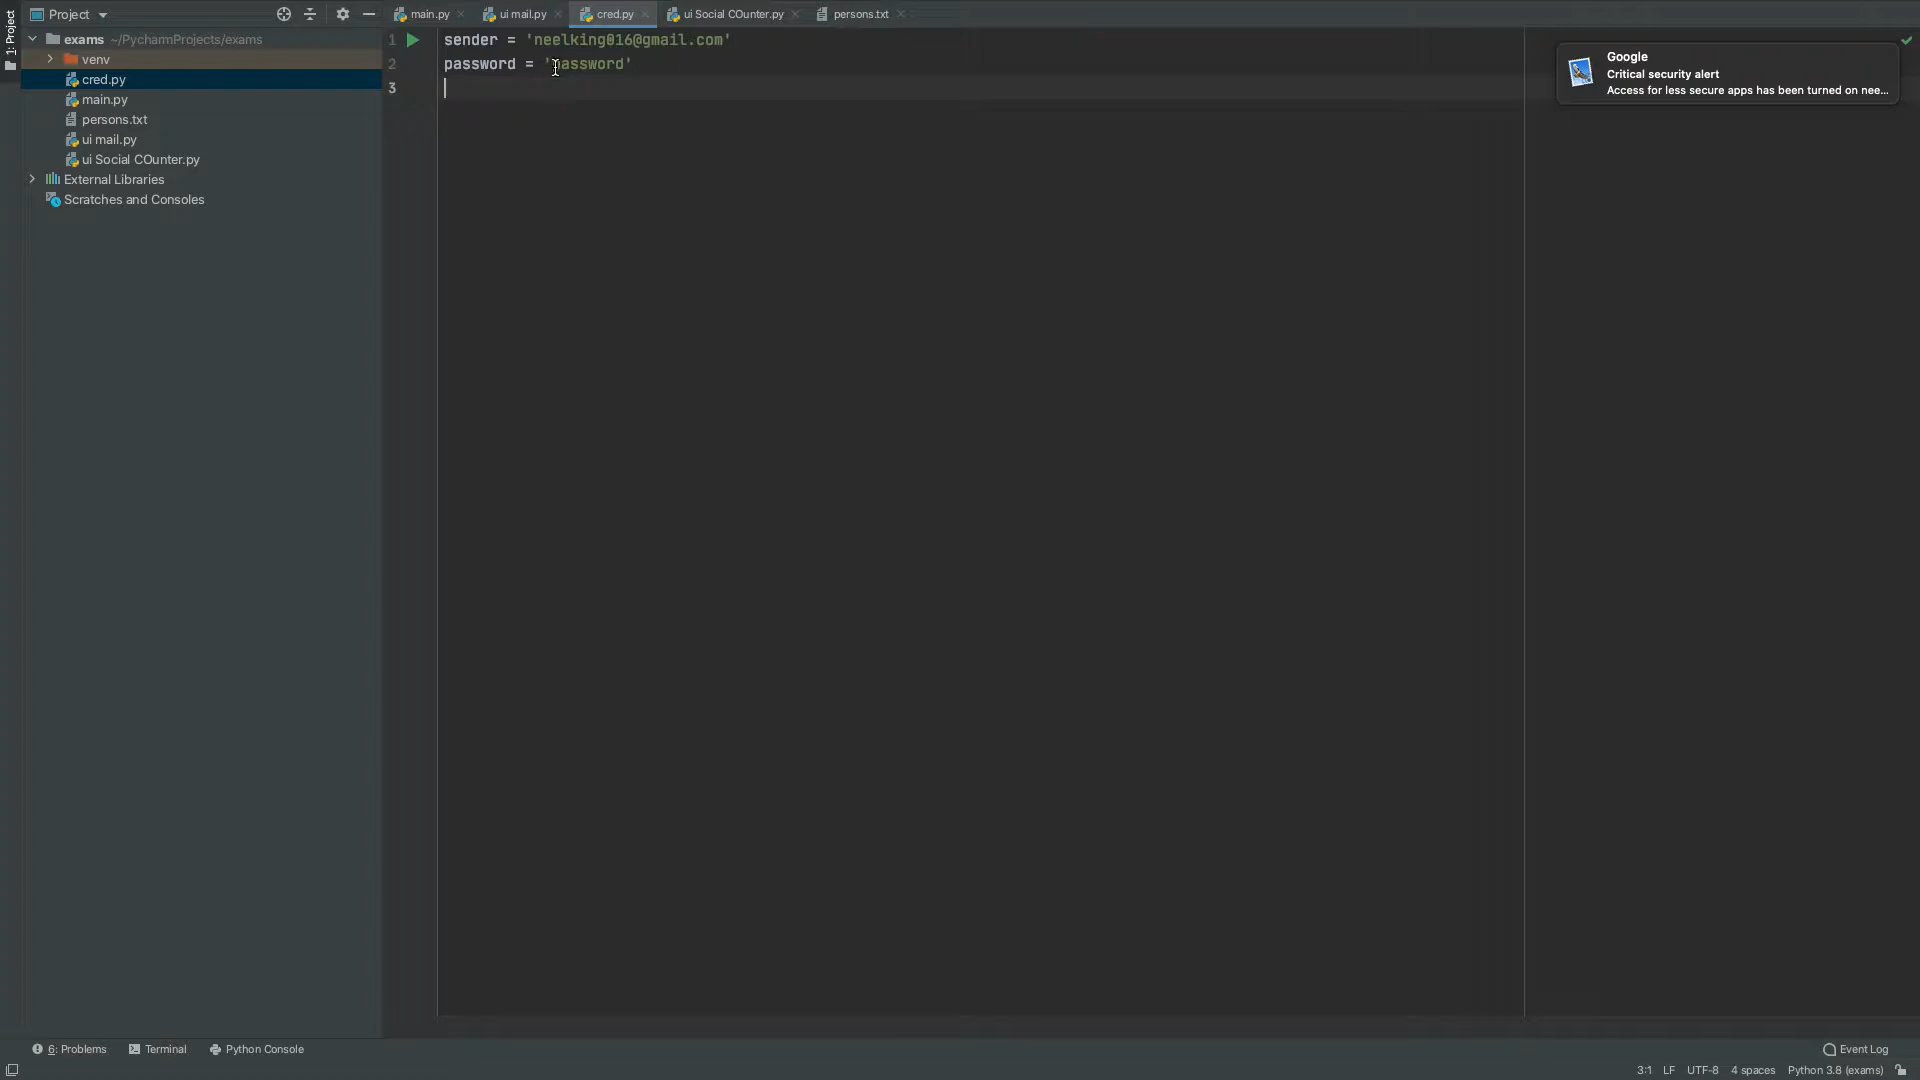 1: Project
Project
main.py
ui mail.py
cred.py
ui Social COunter.py
persons.txt
exams ~/PycharmProjects/exams
venv
cred.py
main.py
persons.txt
ui mail.py
ui Social COunter.py
External Libraries
Scratches and Consoles
1 sender = 'neelking016@gmail.com'
2 password = 'password'
3
Google
Critical security alert
Access for less secure apps has been turned on nee...
6: Problems
Terminal
Python Console
Event Log
3:1 LF UTF-8 4 spaces Python 3.8 (exams)